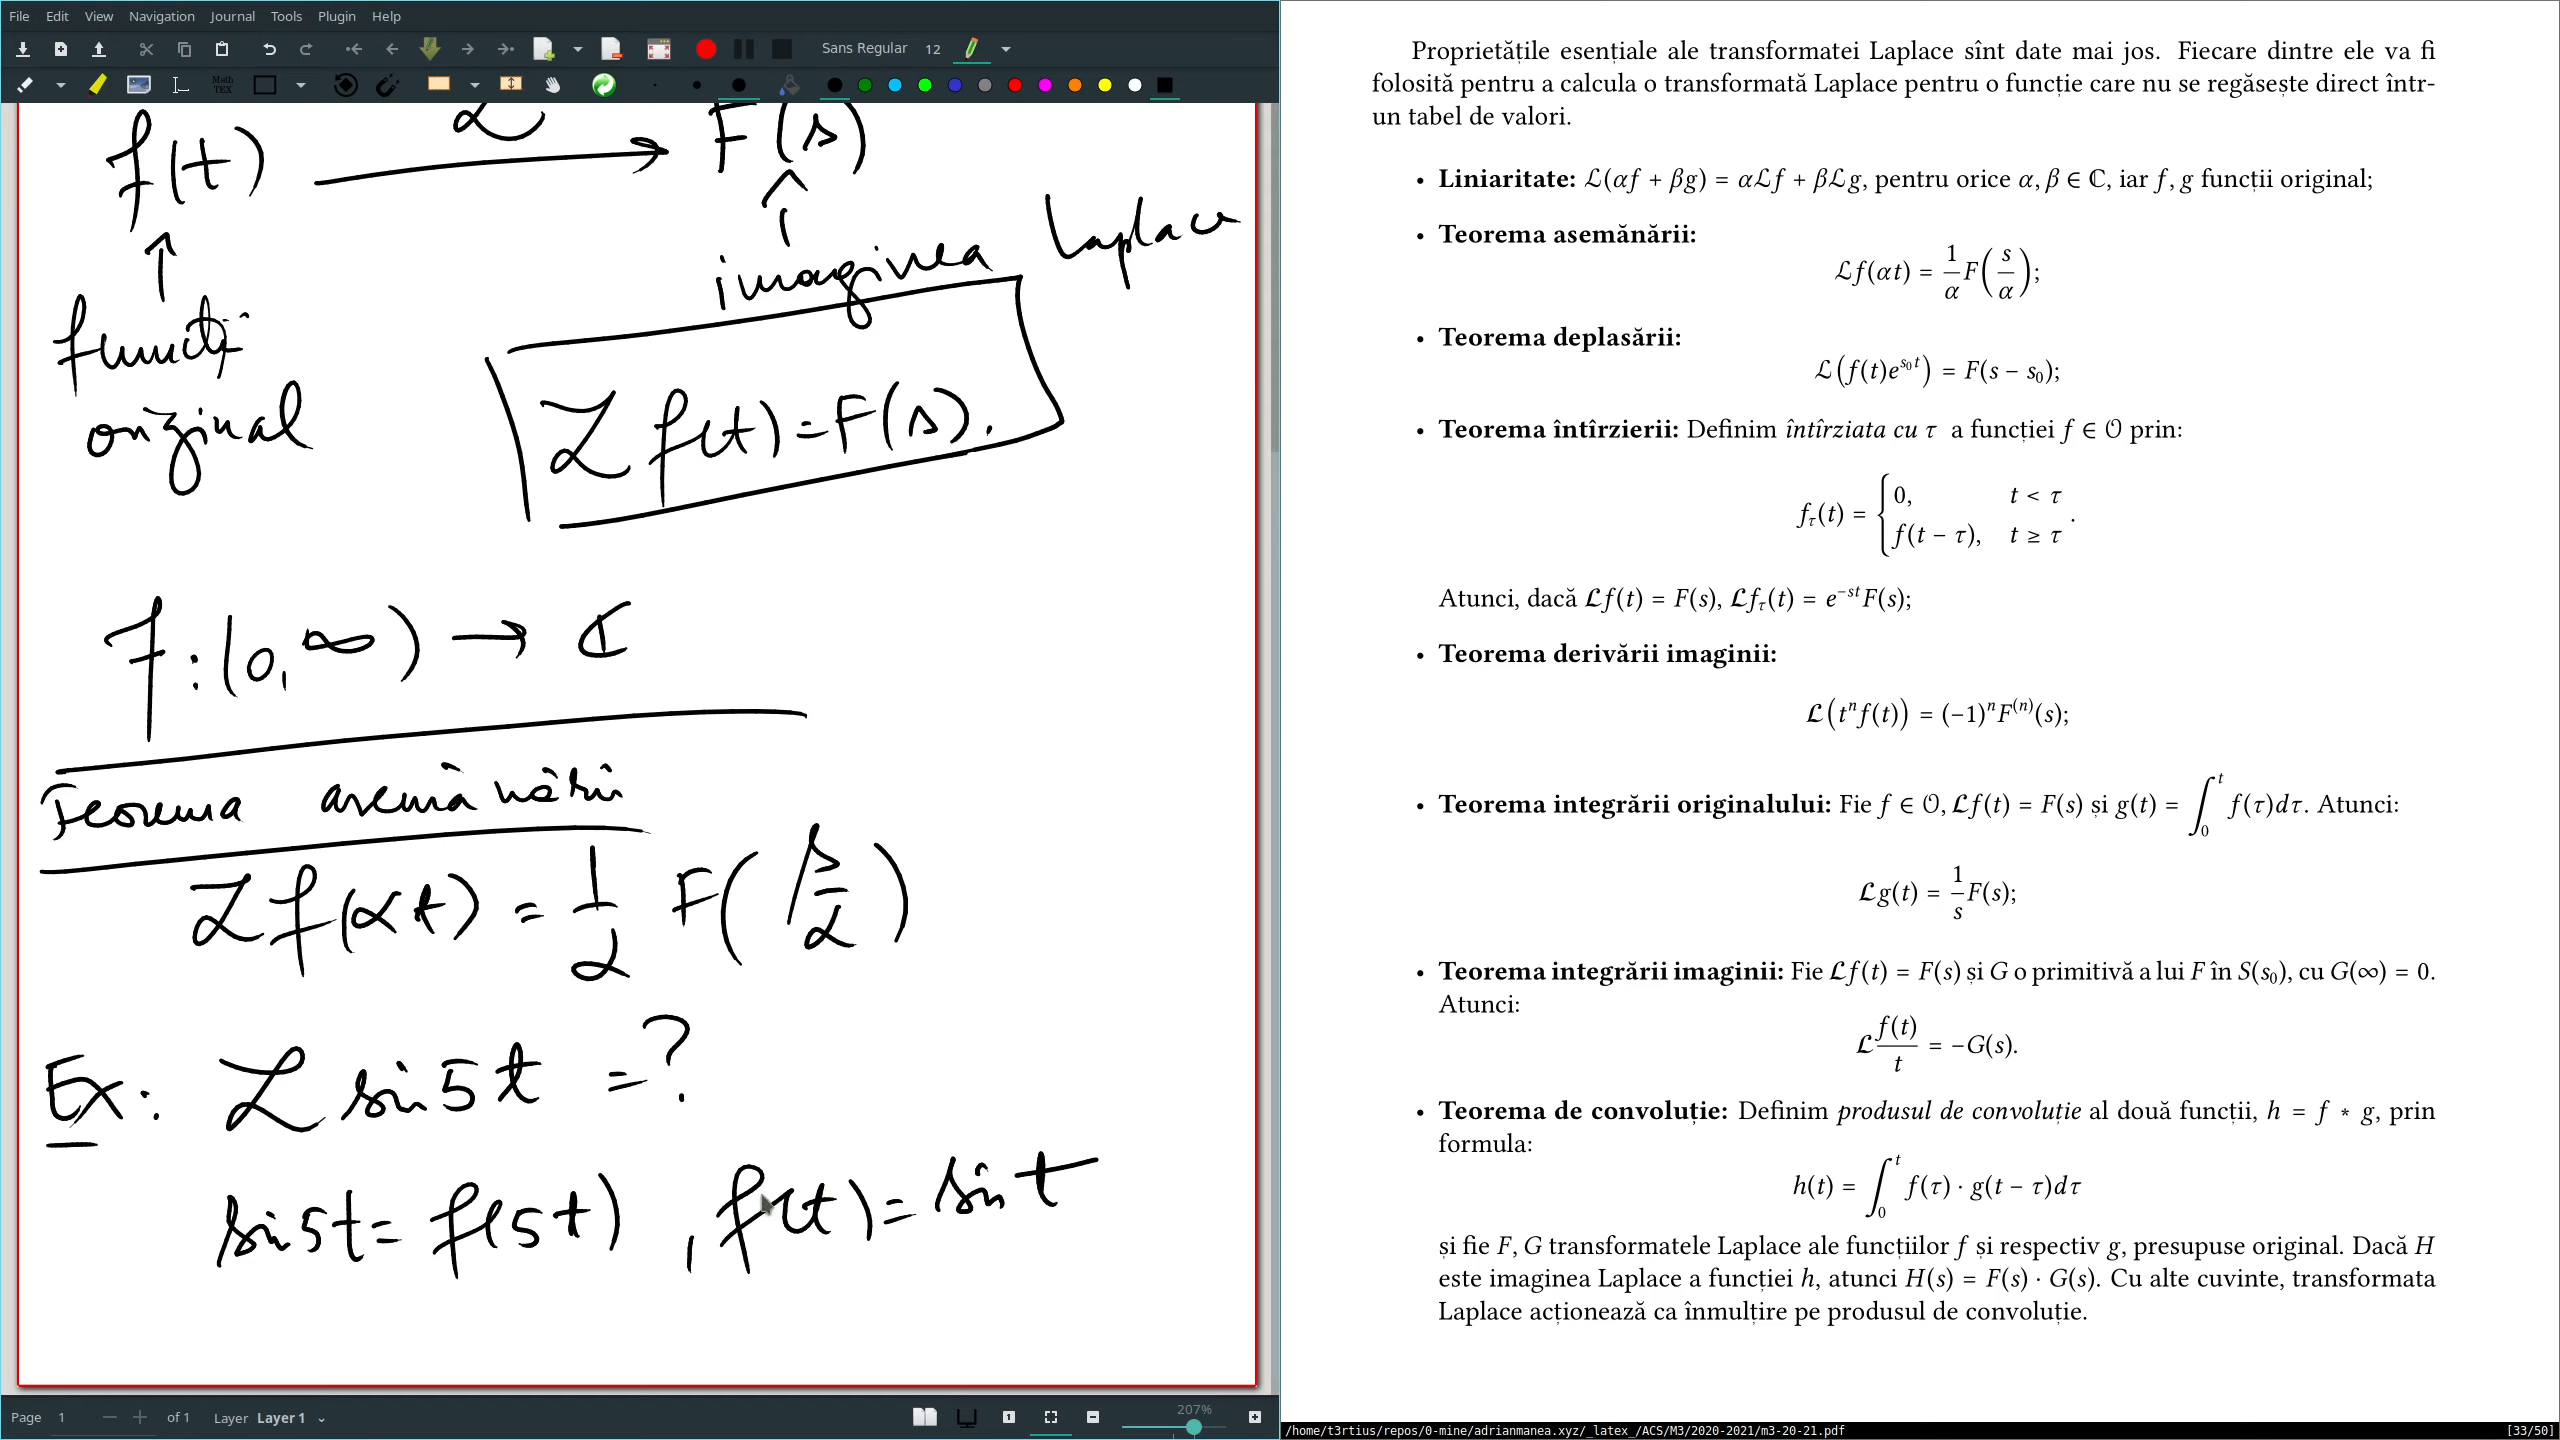 File Edit View Navigation Journal Tools Plugin Help
Sans Regular 12
Math TEX
f(t) ℒ → F(s)
↑ ↑
funcții original
imaginea Laplace
ℒ f(t) = F(s).
f : (0, ∞) → ℂ
Teorema asemănării
ℒ f(αt) = 1/α F(s/α)
Ex: ℒ sin 5t = ?
sin 5t = f(5t) , f(t) = sin t
Page 1 of 1 Layer Layer 1 207%
Proprietățile esențiale ale transformatei Laplace sînt date mai jos. Fiecare dintre ele va fi
folosită pentru a calcula o transformată Laplace pentru o funcție care nu se regăsește direct într-
un tabel de valori.
• Liniaritate: ℒ(αf + βg) = αℒf + βℒg, pentru orice α, β ∈ ℂ, iar f, g funcții original;
• Teorema asemănării:
ℒf(αt) = 1/α F(s/α);
• Teorema deplasării:
ℒ(f(t)e^{s₀t}) = F(s − s₀);
• Teorema întîrzierii: Definim întîrziata cu τ a funcției f ∈ 𝒪 prin:
f_τ(t) = { 0, t < τ
f(t − τ), t ≥ τ .
Atunci, dacă ℒf(t) = F(s), ℒf_τ(t) = e^{−st}F(s);
• Teorema derivării imaginii:
ℒ(tⁿf(t)) = (−1)ⁿF^{(n)}(s);
• Teorema integrării originalului: Fie f ∈ 𝒪, ℒf(t) = F(s) și g(t) = ∫₀ᵗ f(τ)dτ. Atunci:
ℒg(t) = 1/s F(s);
• Teorema integrării imaginii: Fie ℒf(t) = F(s) și G o primitivă a lui F în S(s₀), cu G(∞) = 0.
Atunci:
ℒ f(t)/t = −G(s).
• Teorema de convoluție: Definim produsul de convoluție al două funcții, h = f * g, prin
formula:
h(t) = ∫₀ᵗ f(τ) · g(t − τ)dτ
și fie F, G transformatele Laplace ale funcțiilor f și respectiv g, presupuse original. Dacă H
este imaginea Laplace a funcției h, atunci H(s) = F(s) · G(s). Cu alte cuvinte, transformata
Laplace acționează ca înmulțire pe produsul de convoluție.
/home/t3rtius/repos/0-mine/adrianmanea.xyz/_latex_/ACS/M3/2020-2021/m3-20-21.pdf [33/50]